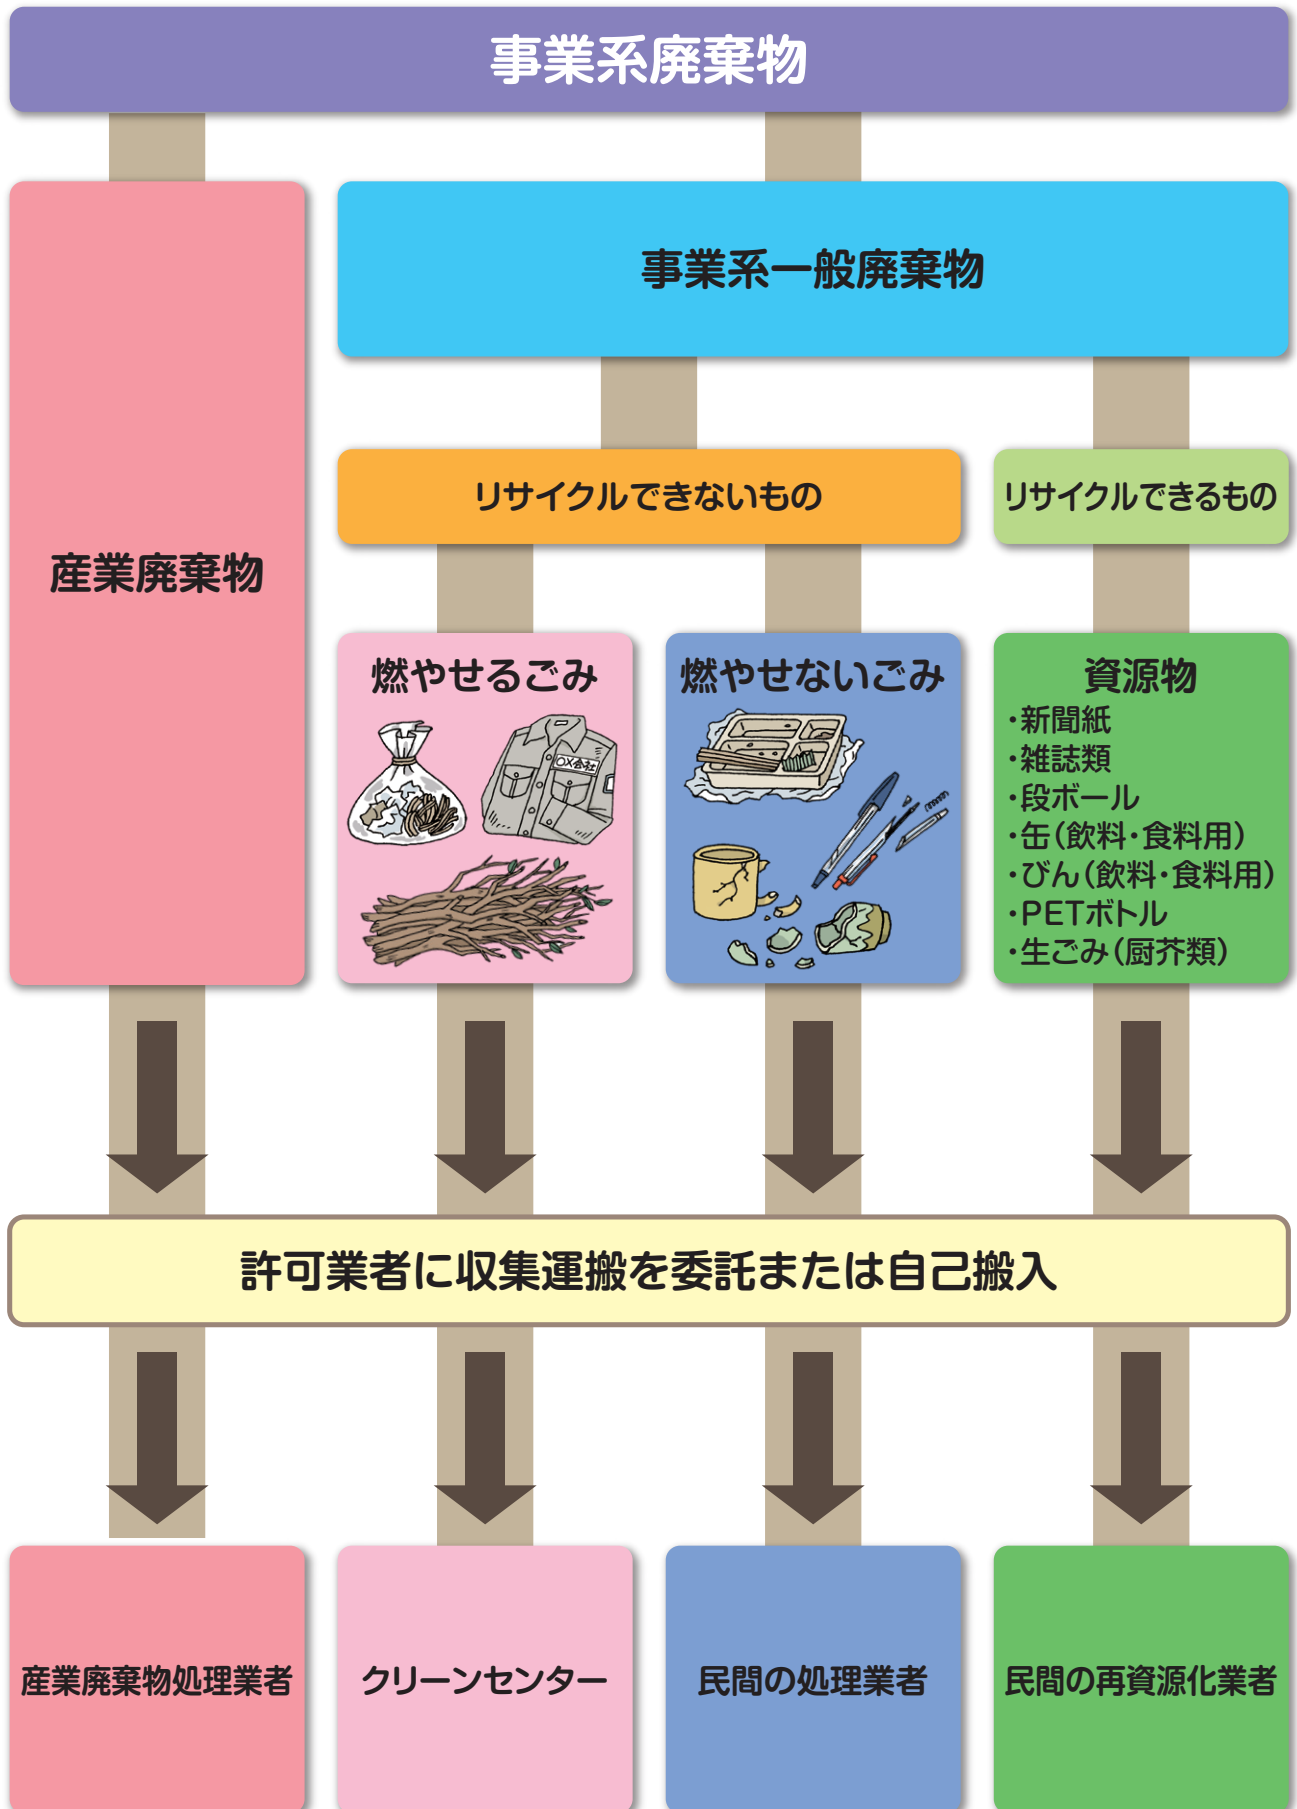 事業系廃棄物
産業廃棄物
事業系一般廃棄物
リサイクルできないもの
リサイクルできるもの
燃やせるごみ
○×会社
燃やせないごみ
資源物
・新聞紙
・雑誌類
・段ボール
・缶(飲料・食料用)
・びん(飲料・食料用)
・PETボトル
・生ごみ(厨芥類)
許可業者に収集運搬を委託または自己搬入
産業廃棄物処理業者
クリーンセンター
民間の処理業者
民間の再資源化業者